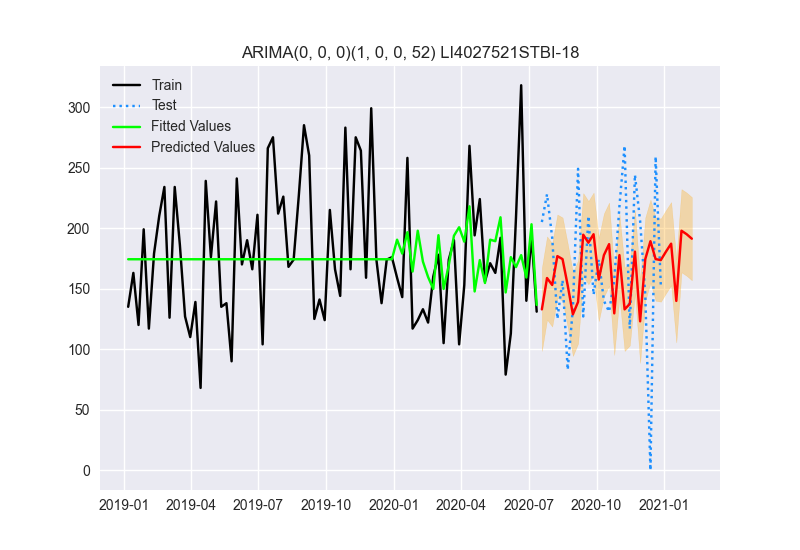 ARIMA(0, 0, 0)(1, 0, 0, 52) LI4027521STBI-18
Train
Test
Fitted Values
Predicted Values
300
250
200
150
100
50
0
2019-01 2019-04 2019-07 2019-10 2020-01 2020-04 2020-07 2020-10 2021-01